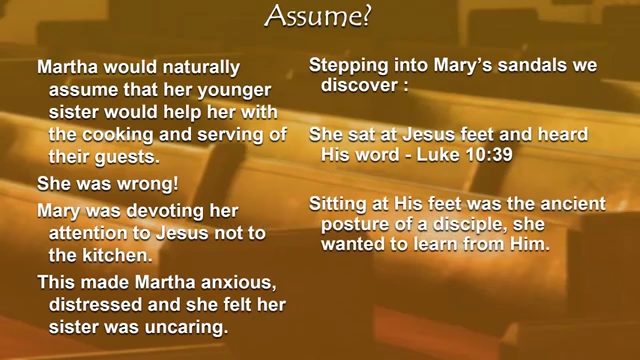 Assume?
Martha would naturally
assume that her younger
sister would help her with
the cooking and serving of
their guests.
She was wrong!
Mary was devoting her
attention to Jesus not to
the kitchen.
This made Martha anxious,
distressed and she felt her
sister was uncaring.
Stepping into Mary’s sandals we
discover :
She sat at Jesus feet and heard
His word - Luke 10:39
Sitting at His feet was the ancient
posture of a disciple, she
wanted to learn from Him.